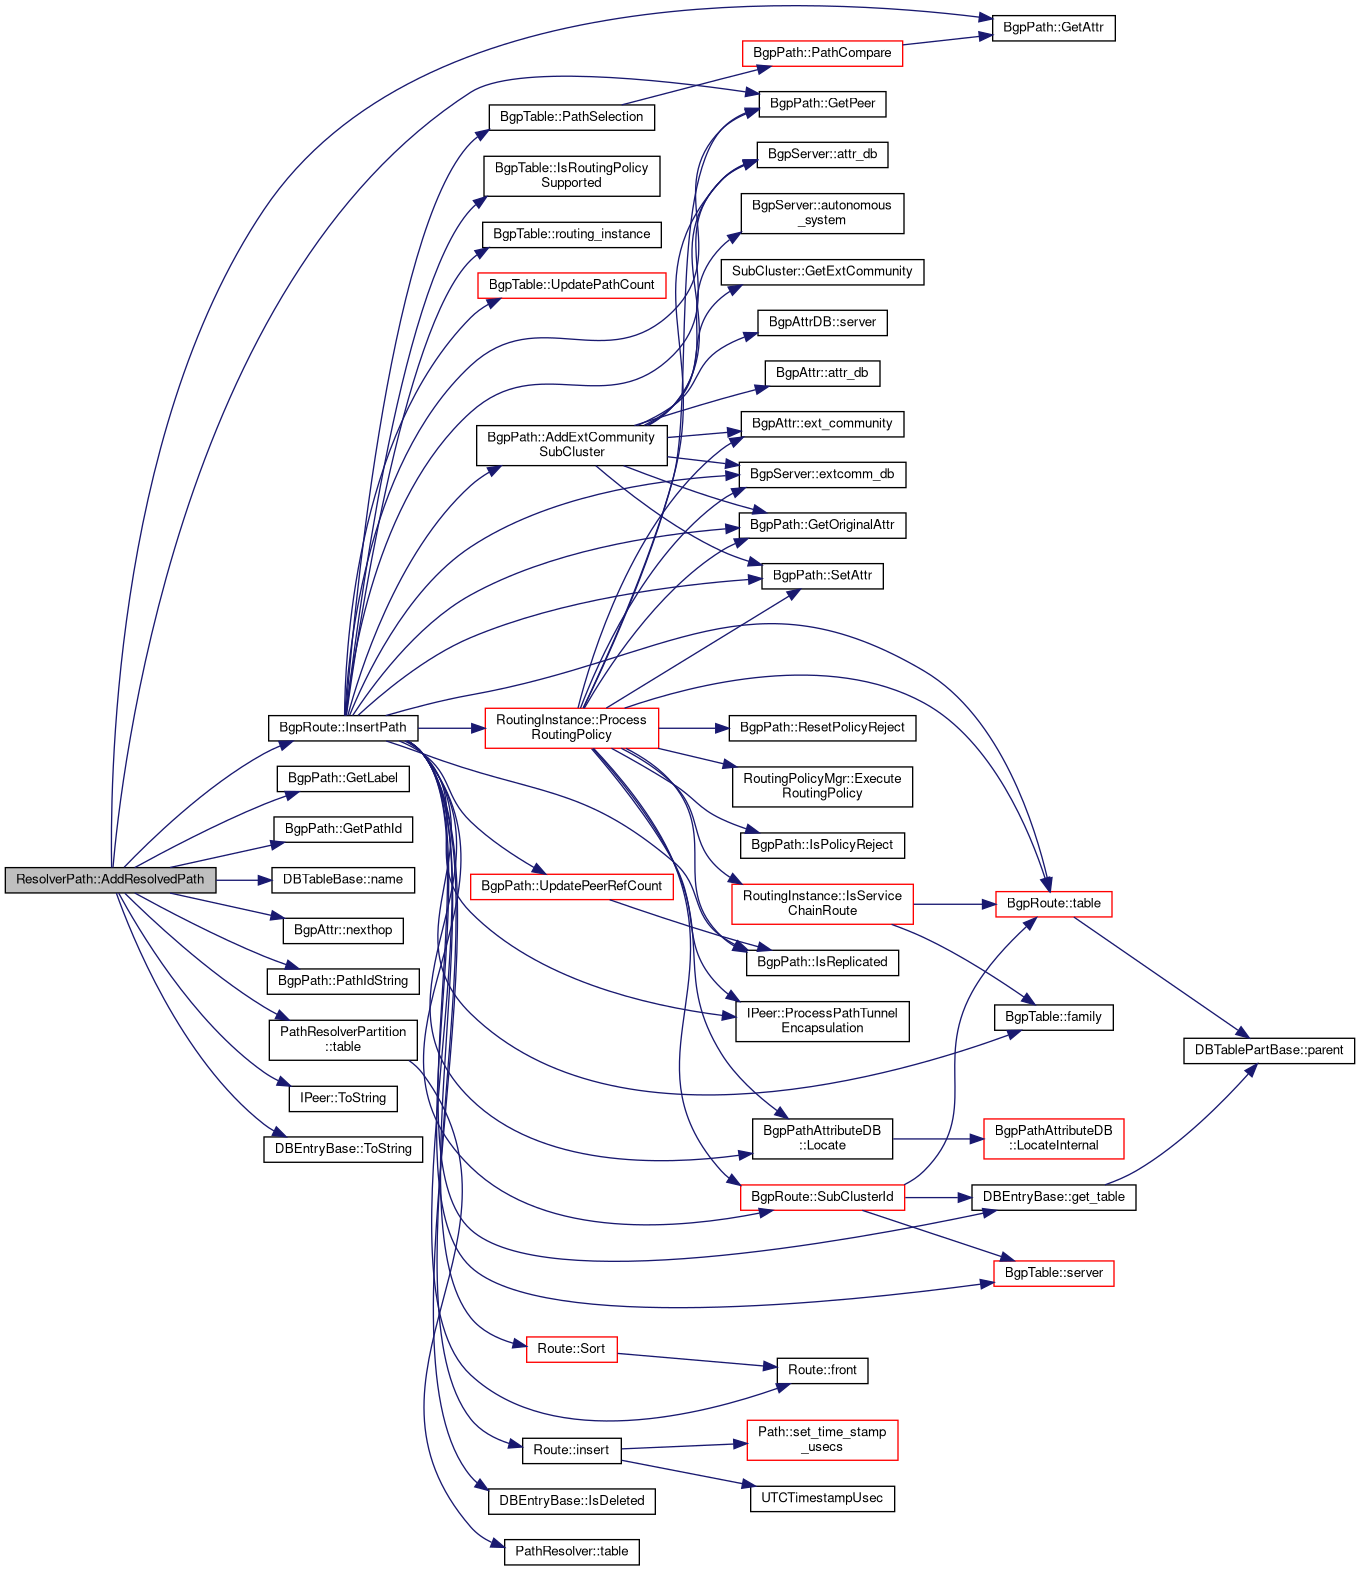 BgpPath::GetAttr
BgpPath::PathCompare
BgpPath::GetPeer
BgpTable::PathSelection
BgpServer::attr_db
BgpTable::IsRoutingPolicy
Supported
BgpServer::autonomous
_system
BgpTable::routing_instance
SubCluster::GetExtCommunity
BgpTable::UpdatePathCount
BgpAttrDB::server
BgpAttr::attr_db
BgpAttr::ext_community
BgpPath::AddExtCommunity
SubCluster
BgpServer::extcomm_db
BgpPath::GetOriginalAttr
BgpPath::SetAttr
BgpRoute::InsertPath
RoutingInstance::Process
RoutingPolicy
BgpPath::ResetPolicyReject
BgpPath::GetLabel
RoutingPolicyMgr::Execute
RoutingPolicy
BgpPath::GetPathId
BgpPath::IsPolicyReject
ResolverPath::AddResolvedPath
DBTableBase::name
BgpPath::UpdatePeerRefCount
RoutingInstance::IsService
ChainRoute
BgpRoute::table
BgpAttr::nexthop
BgpPath::IsReplicated
BgpPath::PathIdString
IPeer::ProcessPathTunnel
Encapsulation
BgpTable::family
PathResolverPartition
::table
DBTablePartBase::parent
IPeer::ToString
DBEntryBase::ToString
BgpPathAttributeDB
::Locate
BgpPathAttributeDB
::LocateInternal
BgpRoute::SubClusterId
DBEntryBase::get_table
BgpTable::server
Route::Sort
Route::front
Route::insert
Path::set_time_stamp
_usecs
DBEntryBase::IsDeleted
UTCTimestampUsec
PathResolver::table